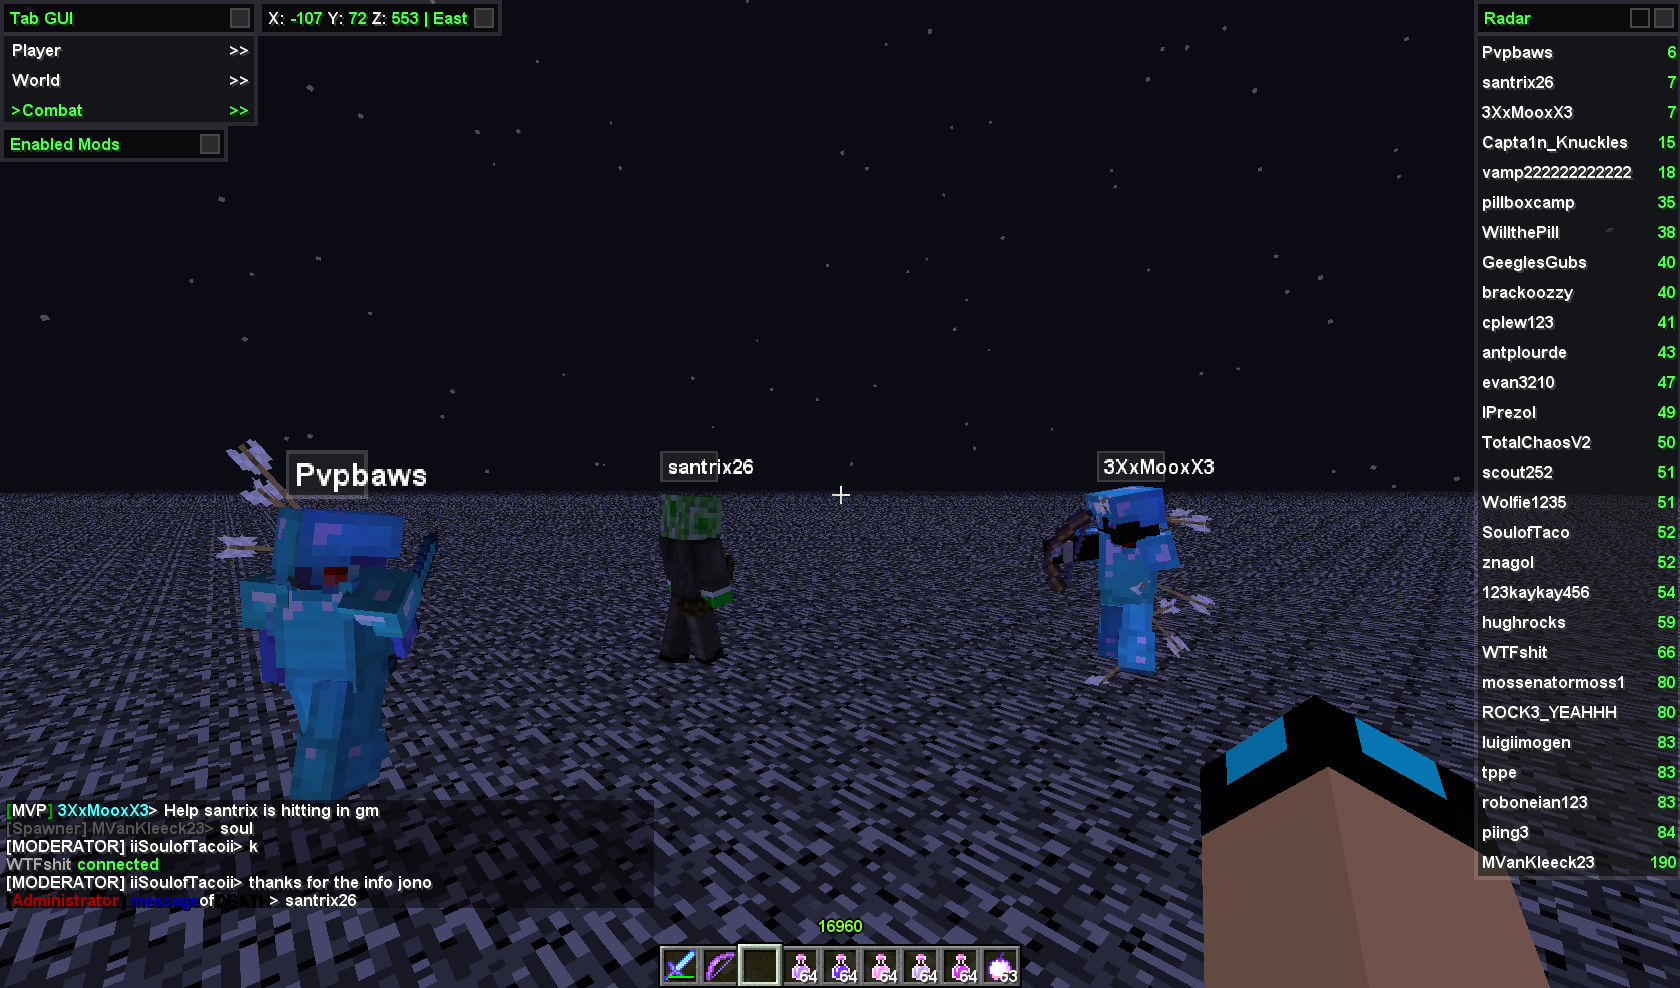 Tab GUI
X: -107 Y: 72 Z: 553 | East
Player >>
World >>
>Combat >>
Enabled Mods
Radar
Pvpbaws 6
santrix26 7
3XxMooxX3 7
Capta1n_Knuckles 15
vamp222222222222 18
pillboxcamp 35
WillthePill 38
GeeglesGubs 40
brackoozzy 40
cplew123 41
antplourde 43
evan3210 47
IPrezol 49
TotalChaosV2 50
scout252 51
Wolfie1235 51
SoulofTaco 52
znagol 52
123kaykay456 54
hughrocks 59
WTFshit 66
mossenatormoss1 80
ROCK3_YEAHHH 80
luigiimogen 83
tppe 83
roboneian123 83
piing3 84
MVanKleeck23 190
Pvpbaws
santrix26
3XxMooxX3
[MVP] 3XxMooxX3> Help santrix is hitting in gm
[Spawner] MVanKleeck23> soul
[MODERATOR] iiSoulofTacoii> k
WTFshit connected
[MODERATOR] iiSoulofTacoii> thanks for the info jono
[Administrator] messageofDEATH> santrix26
16960
64 64 64 64 64 63